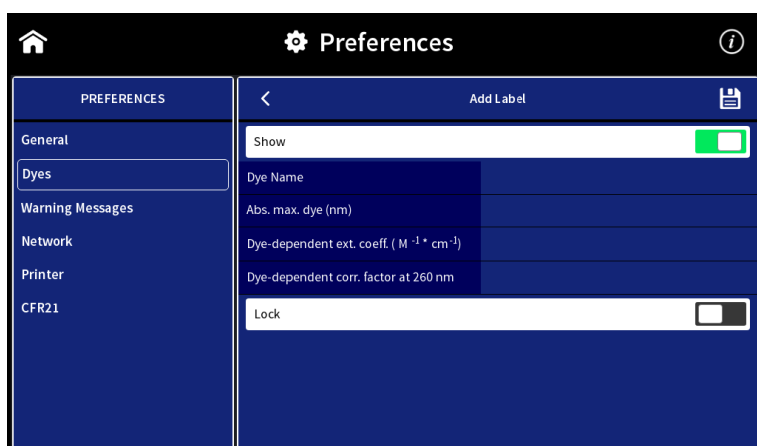 Preferences
i
PREFERENCES
Add Label
General
Dyes
Warning Messages
Network
Printer
CFR21
Show
Dye Name
Abs. max. dye (nm)
Dye-dependent ext. coeff. ( M ⁻¹ * cm⁻¹)
Dye-dependent corr. factor at 260 nm
Lock